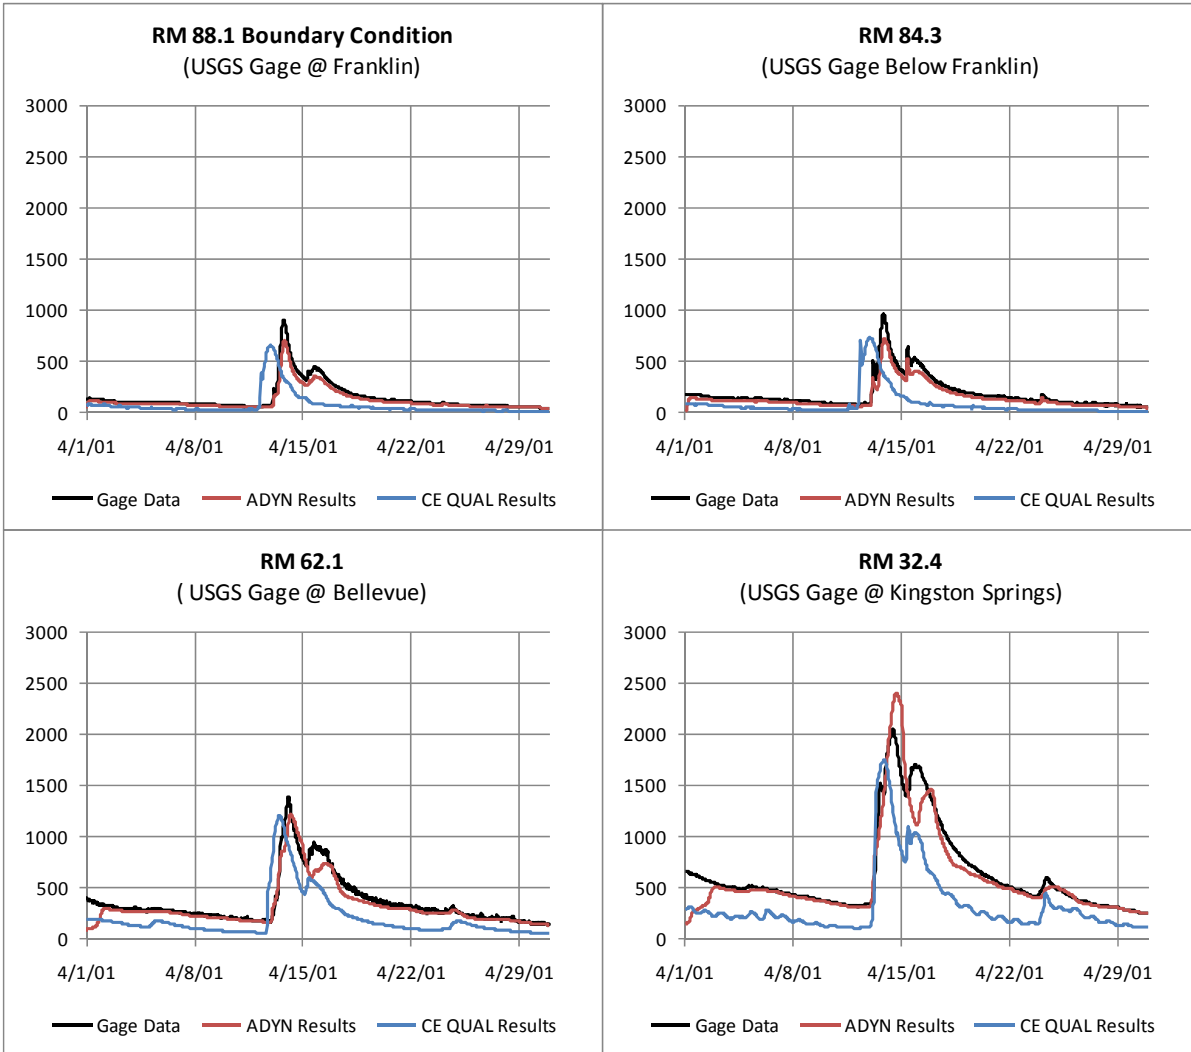 RM 88.1 Boundary Condition
(USGS Gage @ Franklin)
3000
2500
2000
1500
1000
500
0
4/1/01 4/8/01 4/15/01 4/22/01 4/29/01
Gage Data ADYN Results CE QUAL Results
RM 84.3
(USGS Gage Below Franklin)
3000
2500
2000
1500
1000
500
0
4/1/01 4/8/01 4/15/01 4/22/01 4/29/01
Gage Data ADYN Results CE QUAL Results
RM 62.1
( USGS Gage @ Bellevue)
3000
2500
2000
1500
1000
500
0
4/1/01 4/8/01 4/15/01 4/22/01 4/29/01
Gage Data ADYN Results CE QUAL Results
RM 32.4
(USGS Gage @ Kingston Springs)
3000
2500
2000
1500
1000
500
0
4/1/01 4/8/01 4/15/01 4/22/01 4/29/01
Gage Data ADYN Results CE QUAL Results